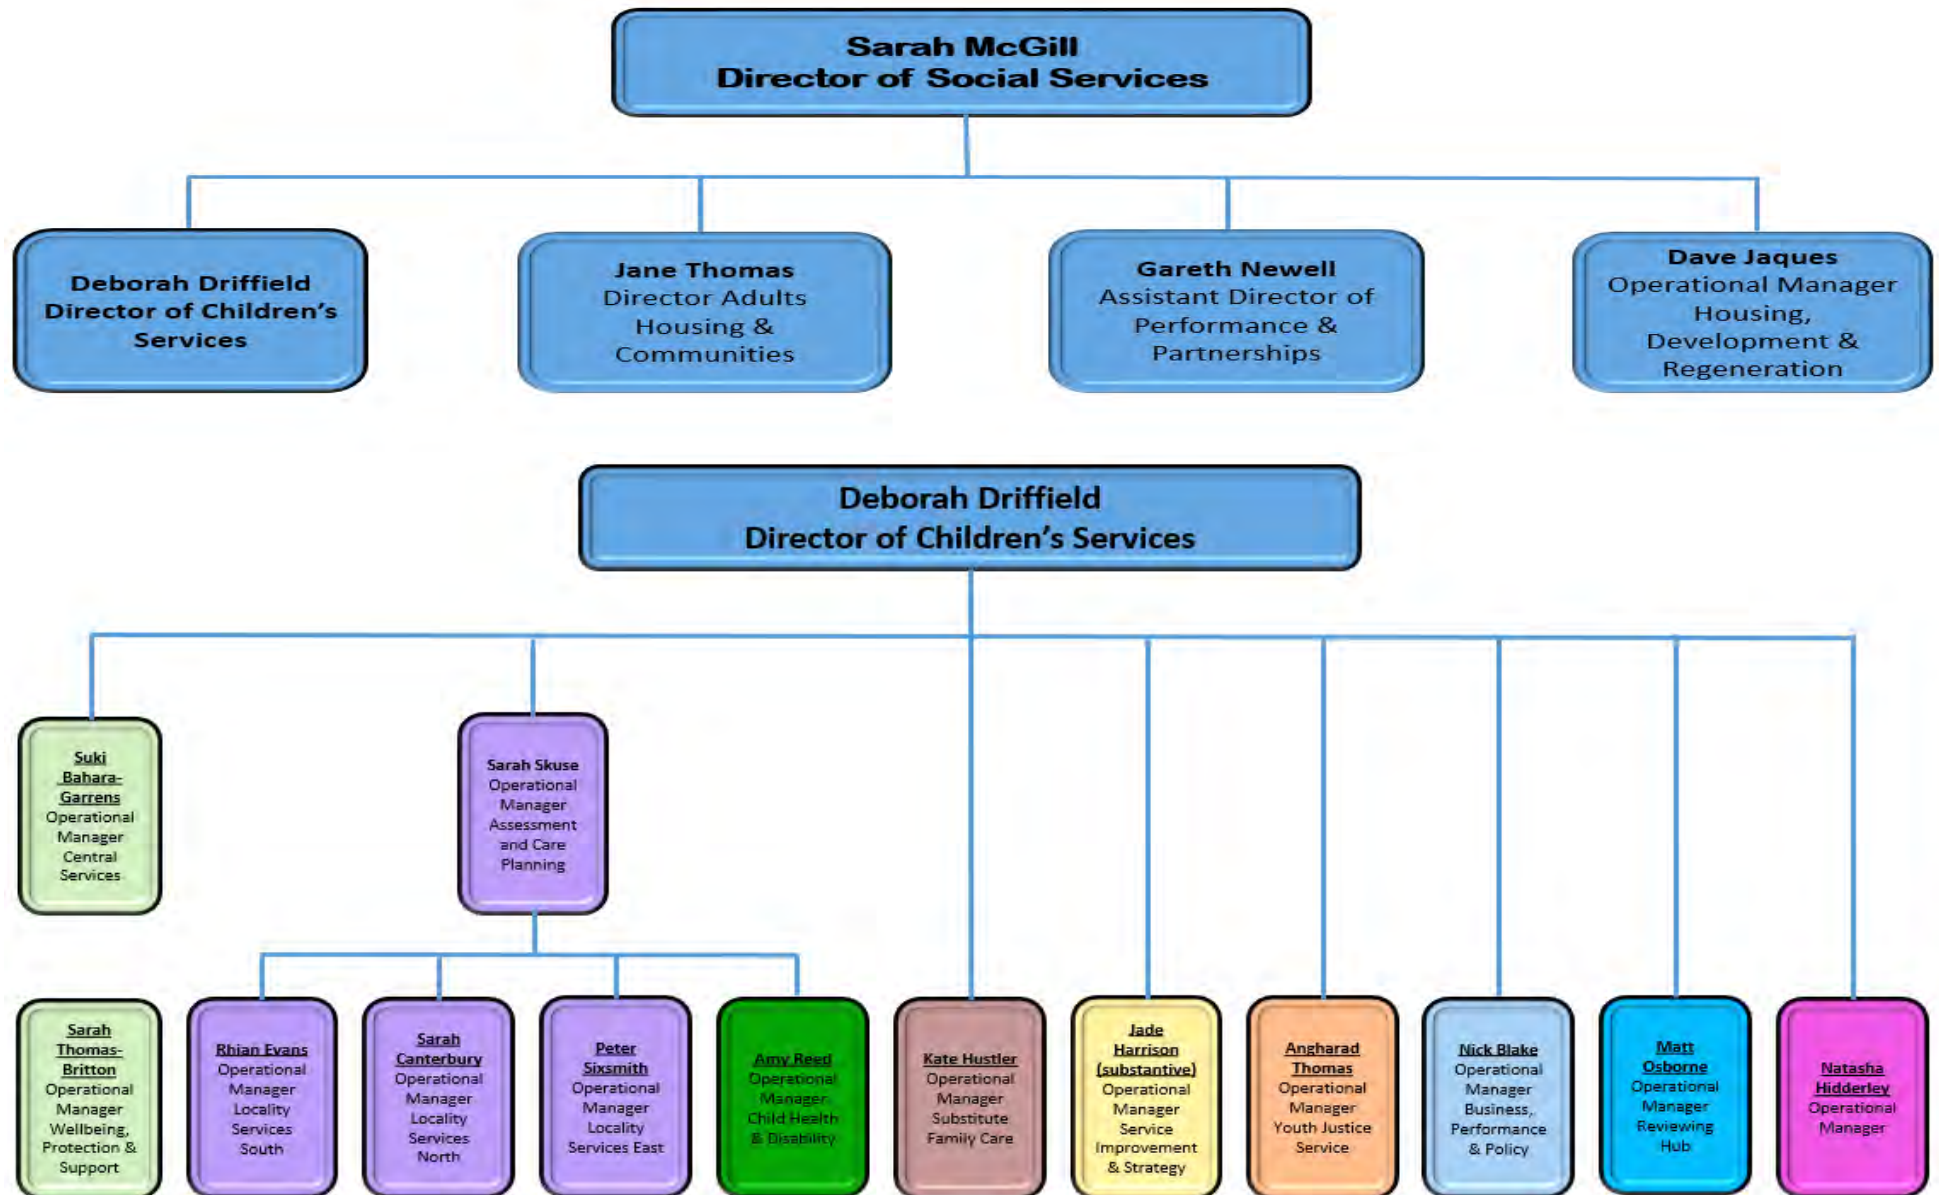 Sarah McGill
Director of Social Services
Deborah Driffield
Director of Children's
Services
Jane Thomas
Director Adults
Housing &
Communities
Gareth Newell
Assistant Director of
Performance &
Partnerships
Dave Jaques
Operational Manager
Housing,
Development &
Regeneration
Deborah Driffield
Director of Children's Services
Suki
Bahara-
Garrens
Operational
Manager
Central
Services
Sarah Skuse
Operational
Manager
Assessment
and Care
Planning
Sarah
Thomas-
Britton
Operational
Manager
Wellbeing,
Protection &
Support
Rhian Evans
Operational
Manager
Locality
Services
South
Sarah
Canterbury
Operational
Manager
Locality
Services
North
Peter
Sixsmith
Operational
Manager
Locality
Services East
Amy Reed
Operational
Manager
Child Health
& Disability
Kate Hustler
Operational
Manager
Substitute
Family Care
Jade
Harrison
(substantive)
Operational
Manager
Service
Improvement
& Strategy
Angharad
Thomas
Operational
Manager
Youth Justice
Service
Nick Blake
Operational
Manager
Business,
Performance
& Policy
Matt
Osborne
Operational
Manager
Reviewing
Hub
Natasha
Hidderley
Operational
Manager